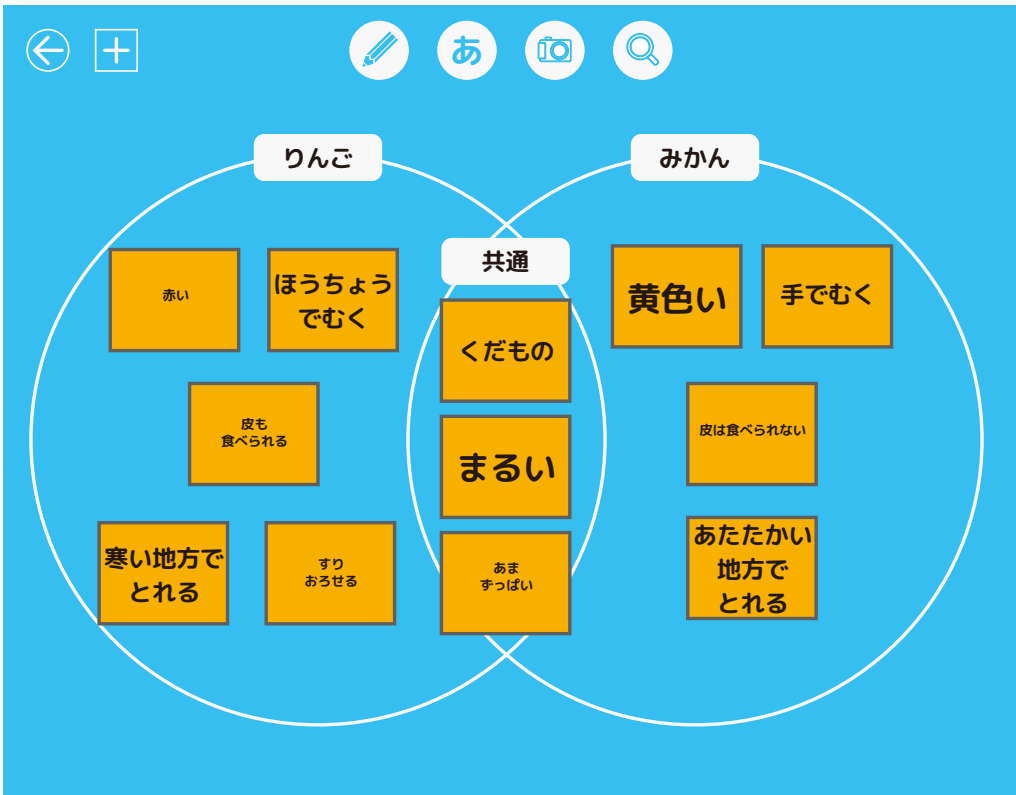 あ
りんご
みかん
共通
赤い
ほうちょう
でむく
皮も
食べられる
寒い地方で
とれる
すり
おろせる
くだもの
まるい
あま
ずっぱい
黄色い
手でむく
皮は食べられない
あたたかい
地方で
とれる